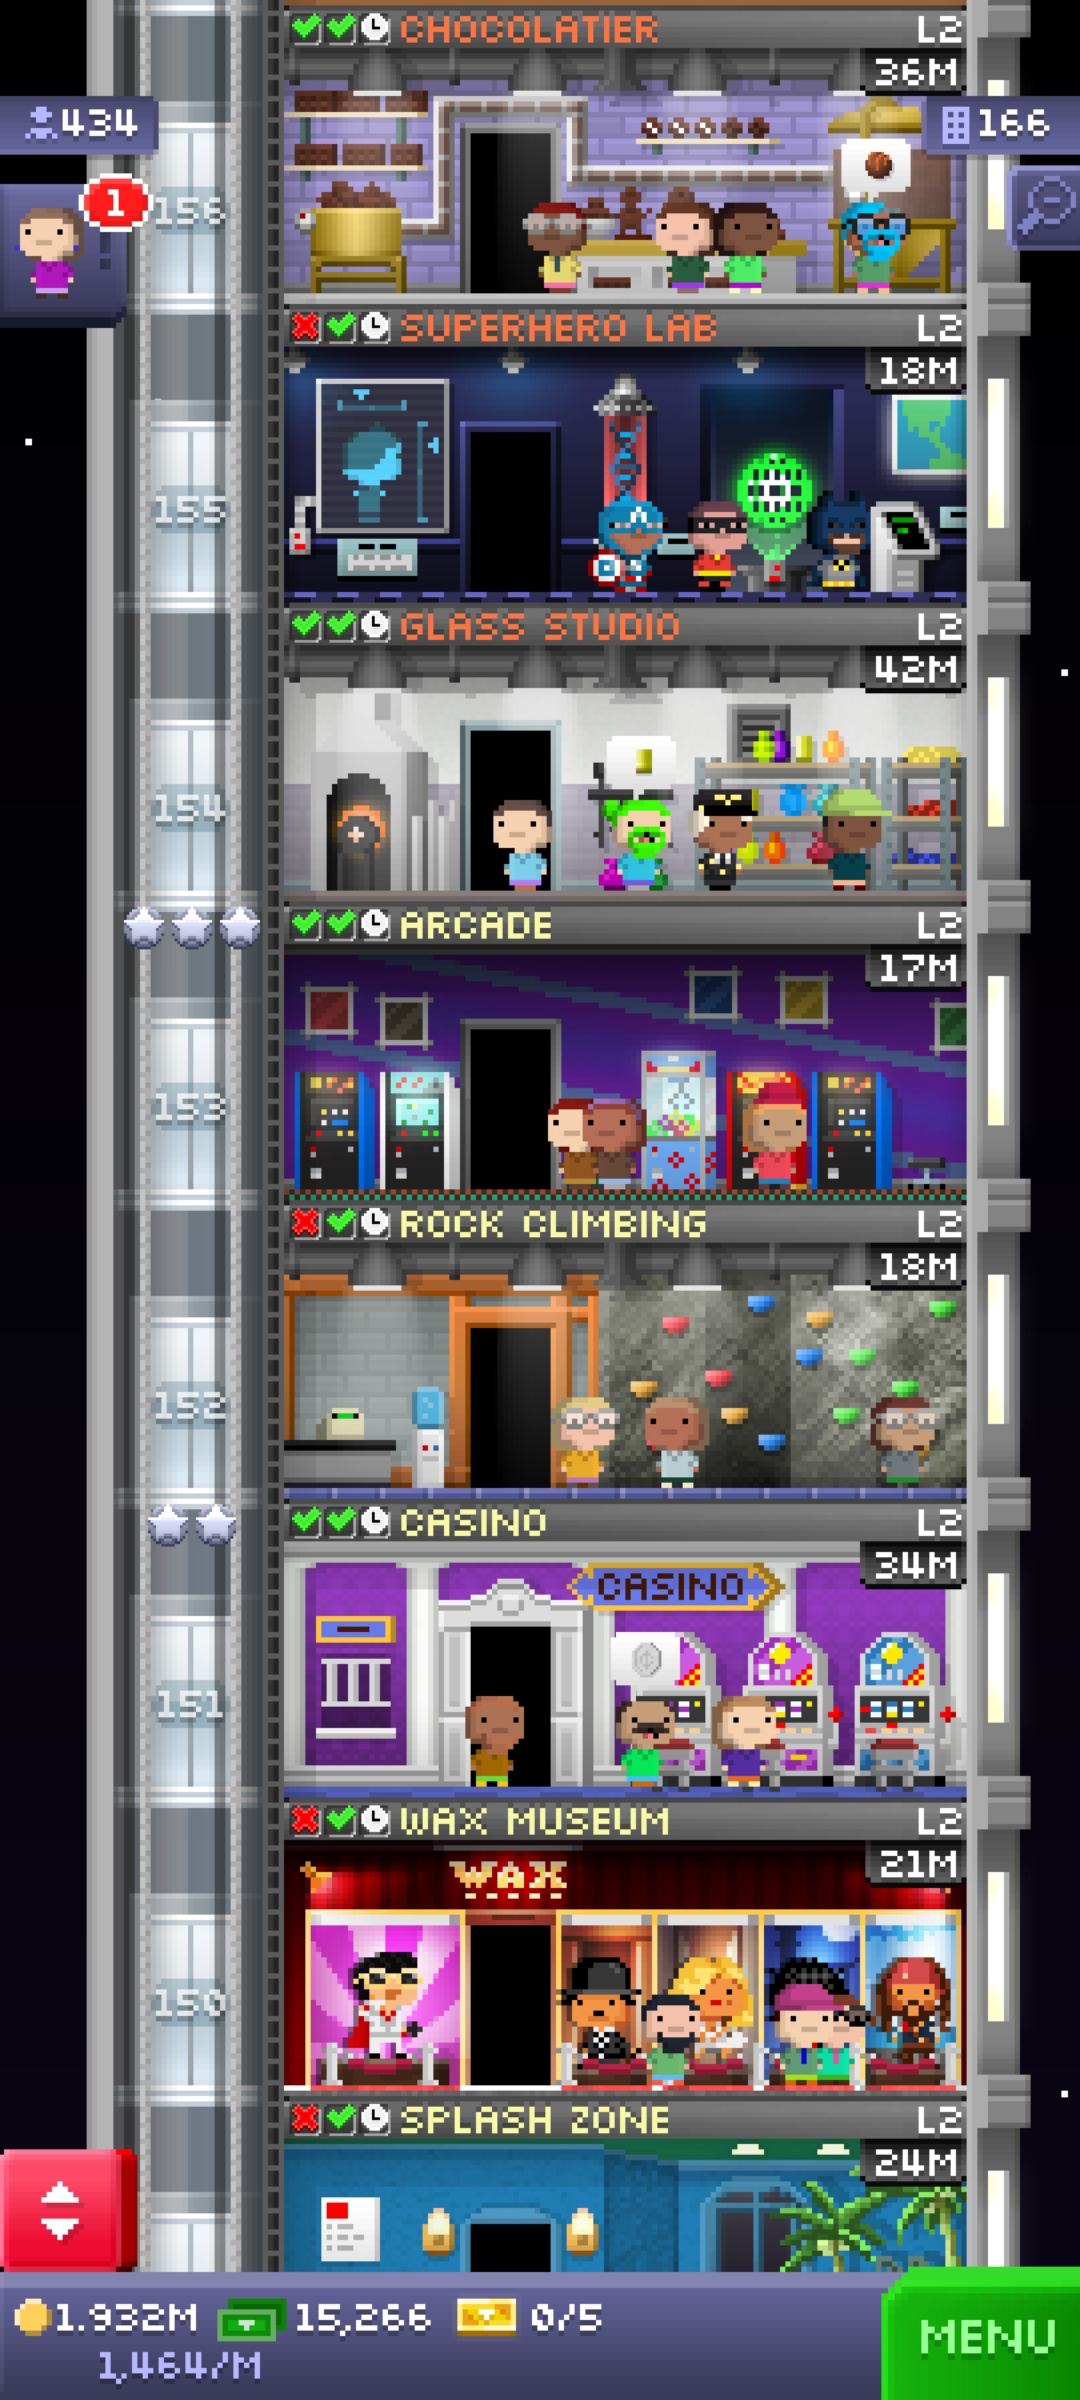 CHOCOLATIER L2
36M
434
166
1
156
SUPERHERO LAB L2
18M
155
GLASS STUDIO L2
42M
154
ARCADE L2
17M
153
ROCK CLIMBING L2
18M
152
CASINO L2
34M
CASINO
151
WAX MUSEUM L2
21M
WAX
150
SPLASH ZONE L2
24M
1.932M 15,266 0/5
1,464/M
MENU